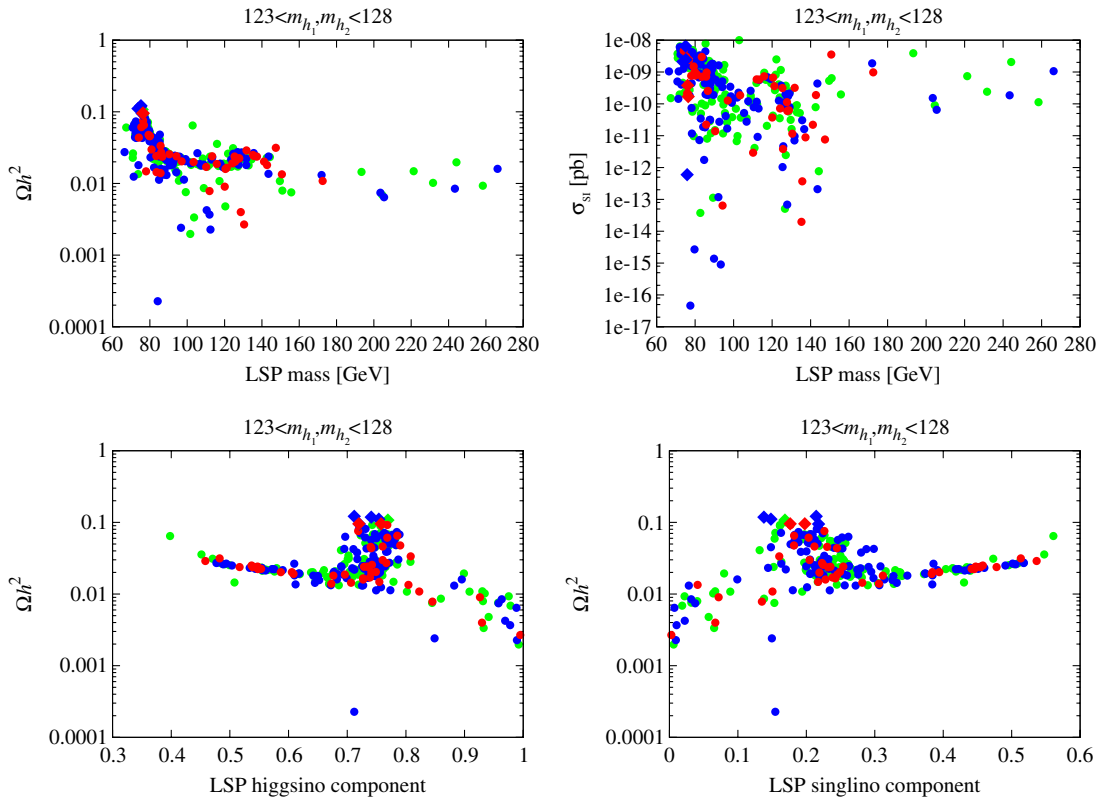 123<m_{h_1},m_{h_2}<128
Ωh²
1
0.1
0.01
0.001
0.0001
60 80 100 120 140 160 180 200 220 240 260 280
LSP mass [GeV]
123<m_{h_1},m_{h_2}<128
σ_{SI} [pb]
1e-08
1e-09
1e-10
1e-11
1e-12
1e-13
1e-14
1e-15
1e-16
1e-17
60 80 100 120 140 160 180 200 220 240 260 280
LSP mass [GeV]
123<m_{h_1},m_{h_2}<128
Ωh²
1
0.1
0.01
0.001
0.0001
0.3 0.4 0.5 0.6 0.7 0.8 0.9 1
LSP higgsino component
123<m_{h_1},m_{h_2}<128
Ωh²
1
0.1
0.01
0.001
0.0001
0 0.1 0.2 0.3 0.4 0.5 0.6
LSP singlino component